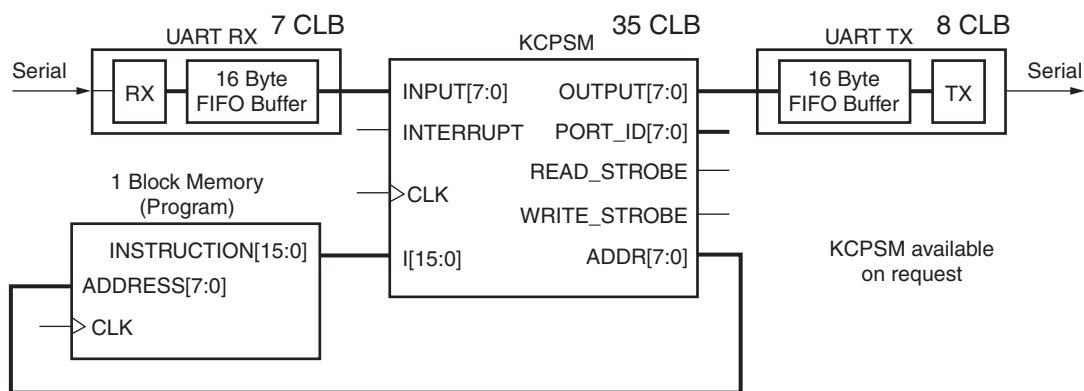 7 CLB
UART RX
Serial
RX
16 Byte
FIFO Buffer
35 CLB
KCPSM
INPUT[7:0]
OUTPUT[7:0]
INTERRUPT
PORT_ID[7:0]
READ_STROBE
CLK
WRITE_STROBE
I[15:0]
ADDR[7:0]
8 CLB
UART TX
16 Byte
FIFO Buffer
TX
Serial
1 Block Memory
(Program)
INSTRUCTION[15:0]
ADDRESS[7:0]
CLK
KCPSM available
on request